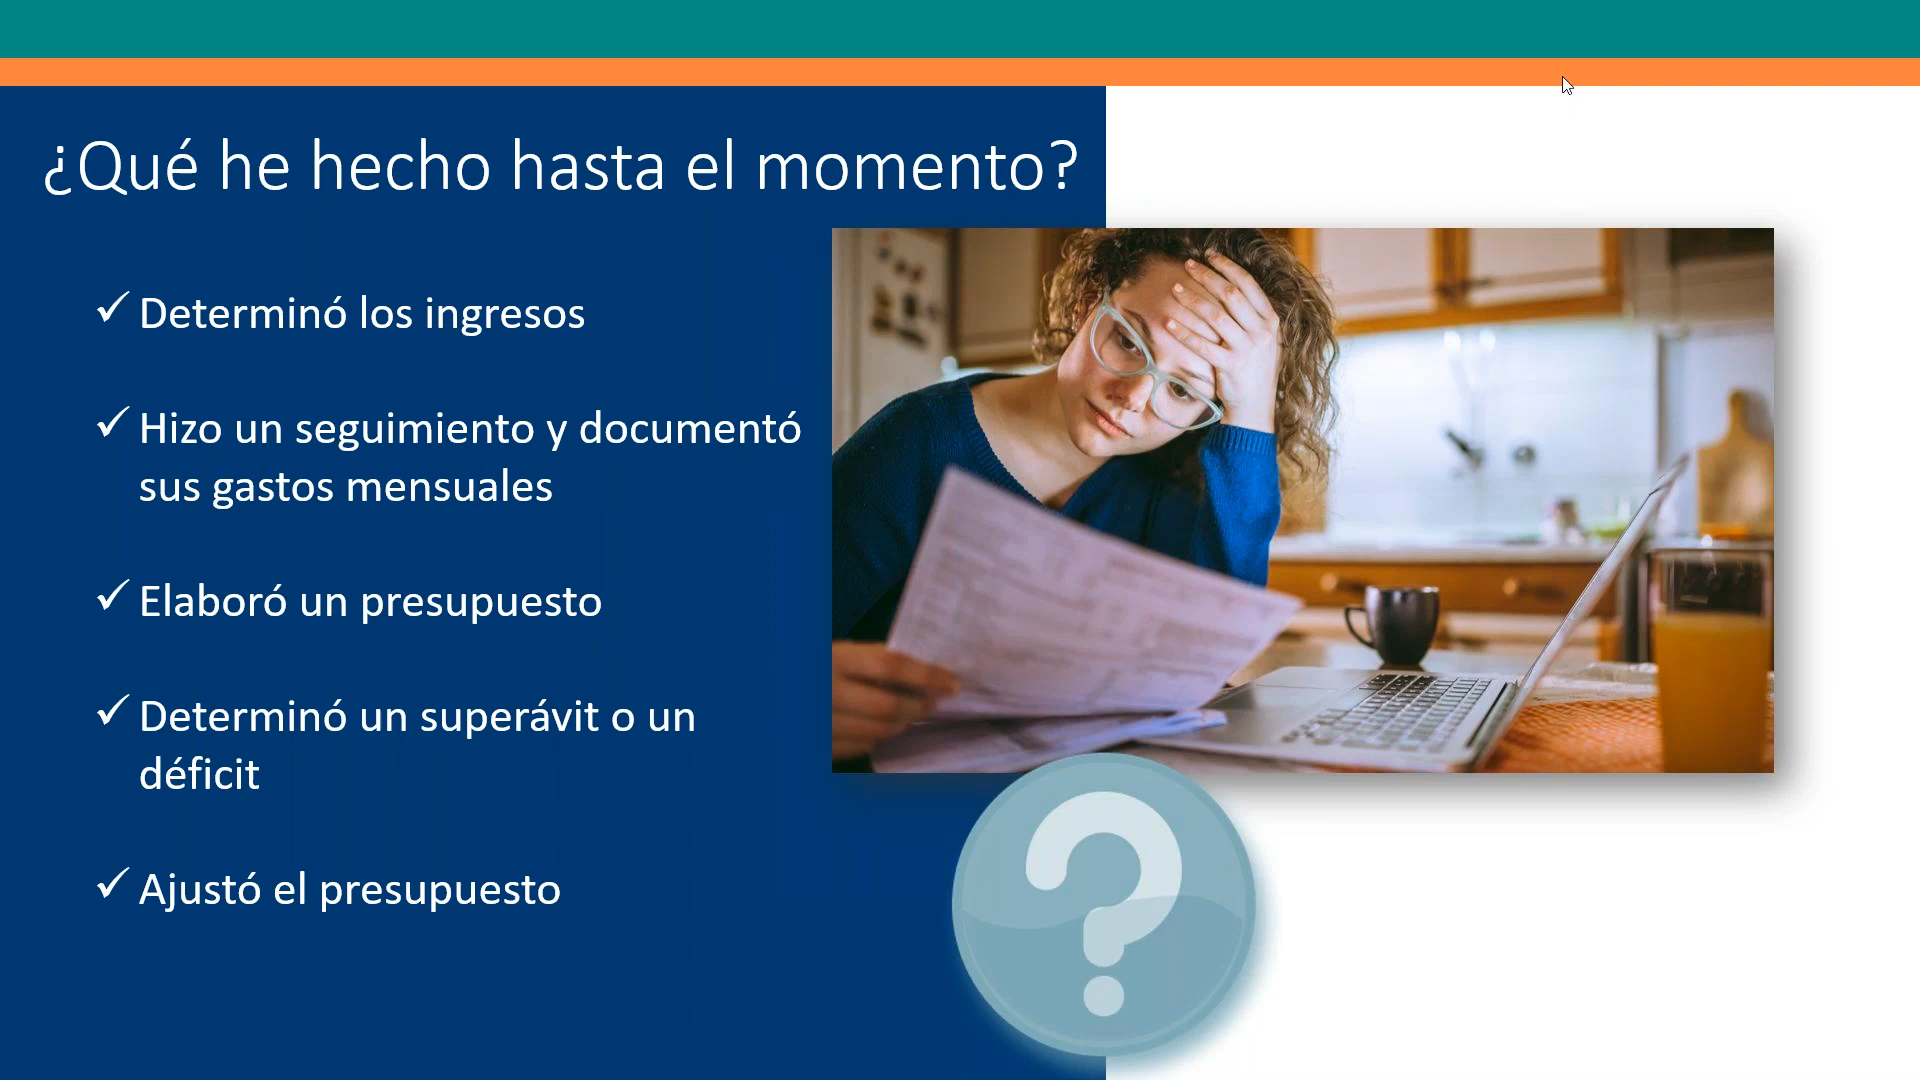 ¿Qué he hecho hasta el momento?
✓ Determinó los ingresos
✓ Hizo un seguimiento y documentó
sus gastos mensuales
✓ Elaboró un presupuesto
✓ Determinó un superávit o un
déficit
✓ Ajustó el presupuesto
?